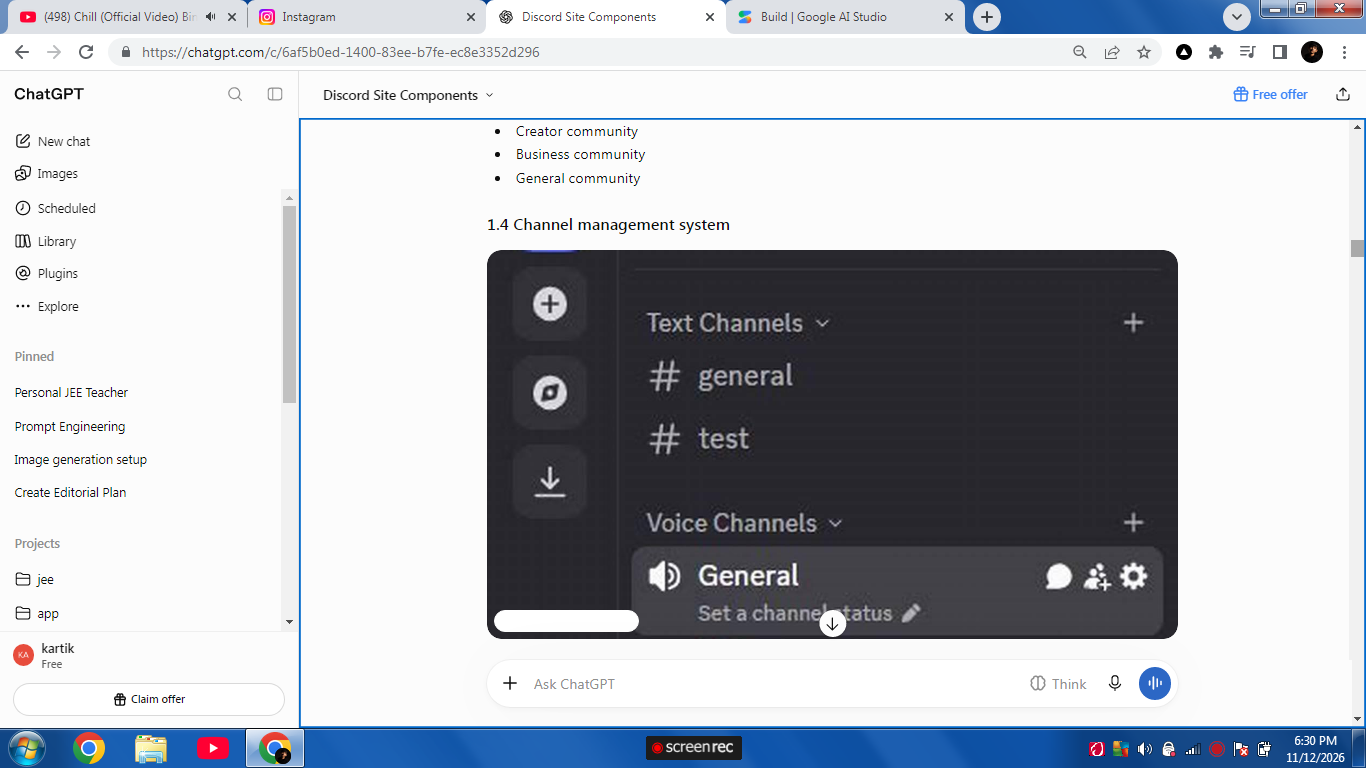 (498) Chill (Official Video) Bir
Instagram
Discord Site Components
Build | Google AI Studio
https://chatgpt.com/c/6af5b0ed-1400-83ee-b7fe-ec8e3352d296
ChatGPT
Discord Site Components
Free offer
New chat
Images
Scheduled
Library
Plugins
Explore
Pinned
Personal JEE Teacher
Prompt Engineering
Image generation setup
Create Editorial Plan
Projects
jee
app
KA
kartik
Free
Claim offer
Creator community
Business community
General community
1.4 Channel management system
Text Channels
# general
# test
Voice Channels
General
Set a channel status
Ask ChatGPT
Think
screenrec
6:30 PM
11/12/2026